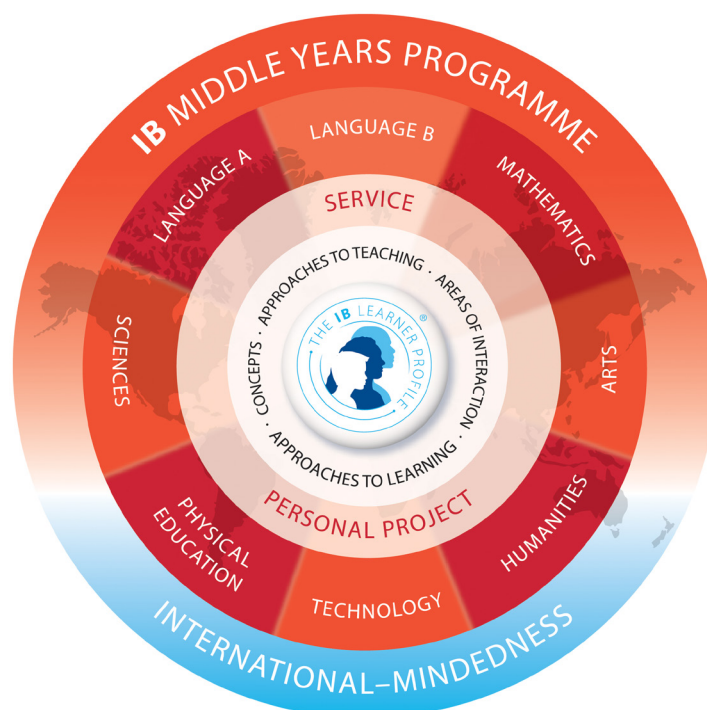 IB MIDDLE YEARS PROGRAMME
LANGUAGE B
LANGUAGE A
MATHEMATICS
SERVICE
SCIENCES
ARTS
APPROACHES TO TEACHING · AREAS OF INTERACTION · APPROACHES TO LEARNING · CONCEPTS ·
THE IB LEARNER PROFILE
®
PERSONAL PROJECT
PHYSICAL
EDUCATION
HUMANITIES
TECHNOLOGY
INTERNATIONAL–MINDEDNESS